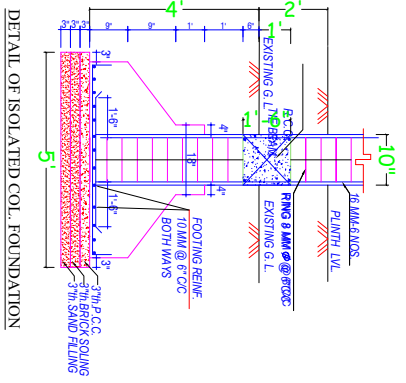 4'
2'
3"
3"
3"
9"
9"
1'
1'
6"
1'
EXISTING G. L.
TIE BEAM
R.C.C.
EXISTING G. L.
1'
10"
3"
1'-6"
4"
18"
4"
1'-6"
3"
5'
16 MM-6 NOS.
PLINTH LVL.
RING 8 MM @ 6" C/C
FOOTING REINF.
10 MM @ 6" C/C
BOTH WAYS
3"th.P.C.C.
3"th.BRICK SOLING
3"th.SAND FILLING
DETAIL OF ISOLATED COL. FOUNDATION